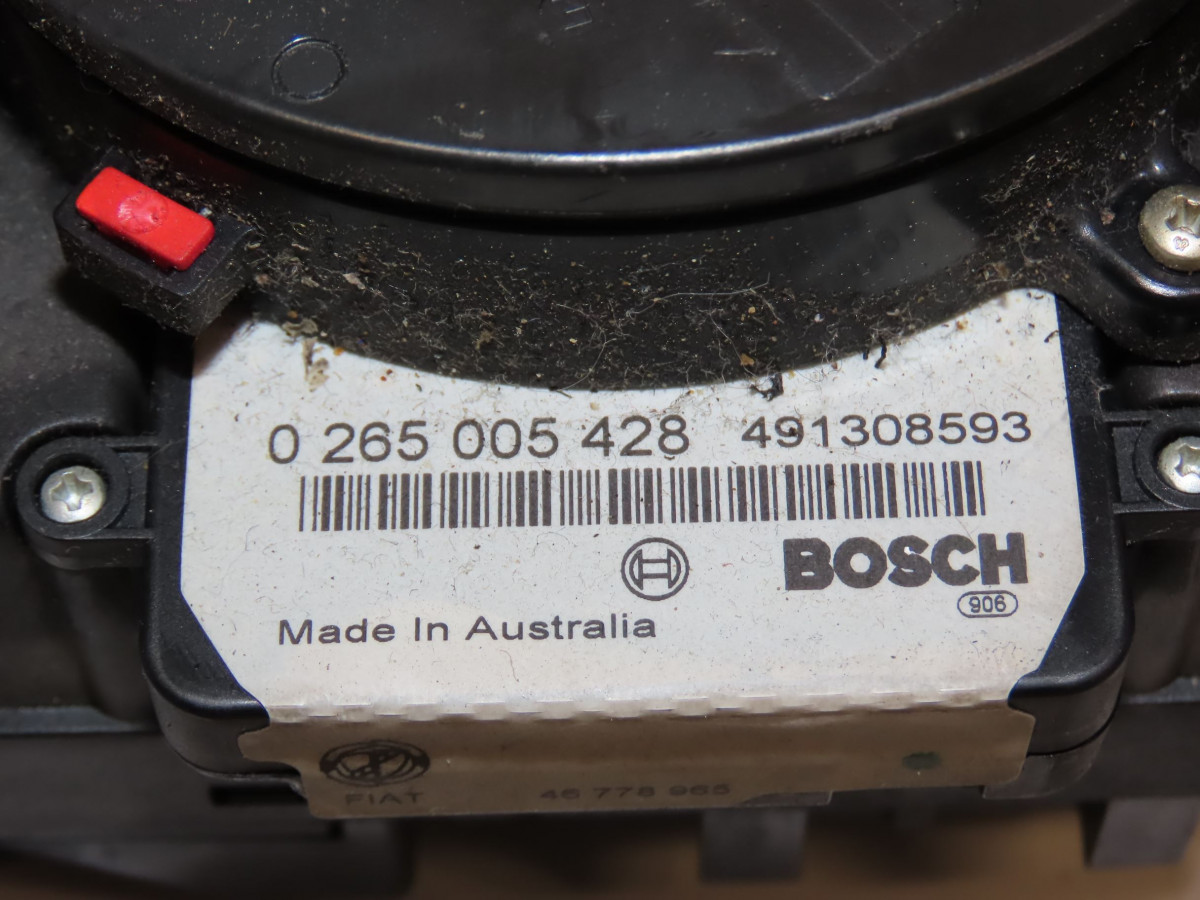 0 265 005 428 491308593
BOSCH
906
Made In Australia
FIAT 46 778 965